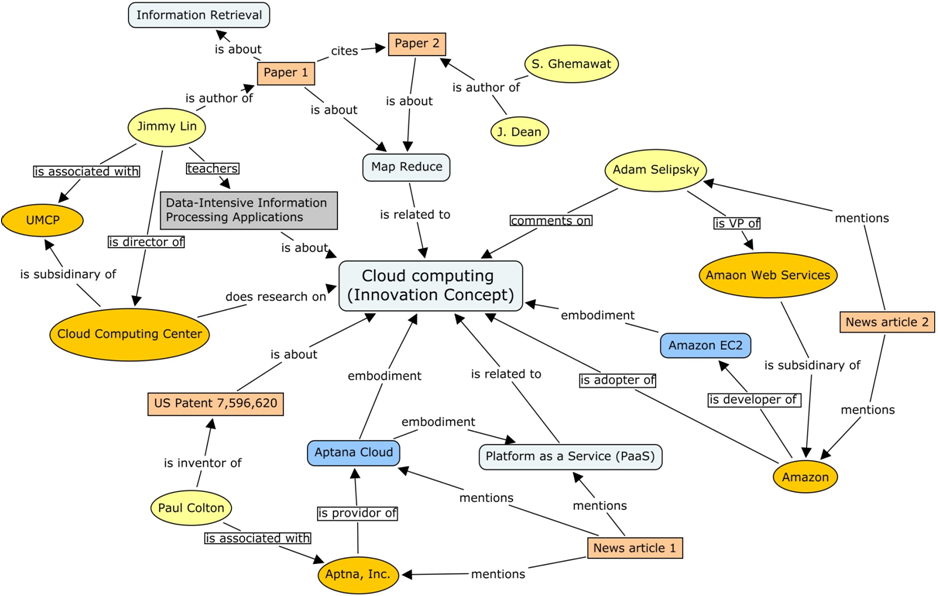 Information Retrieval
is about
cites
Paper 2
S. Ghemawat
Paper 1
is author of
is about
is about
is author of
J. Dean
Jimmy Lin
Map Reduce
is associated with
teachers
Adam Selipsky
UMCP
Data-Intensive Information
Processing Applications
is related to
comments on
is VP of
mentions
is director of
is about
is subsidinary of
Cloud computing
(Innovation Concept)
Amaon Web Services
does research on
Cloud Computing Center
embodiment
News article 2
Amazon EC2
is about
embodiment
is related to
is adopter of
is subsidinary of
is developer of
mentions
US Patent 7,596,620
embodiment
Aptana Cloud
Platform as a Service (PaaS)
is inventor of
Amazon
mentions
mentions
Paul Colton
is providor of
is associated with
News article 1
Aptna, Inc.
mentions